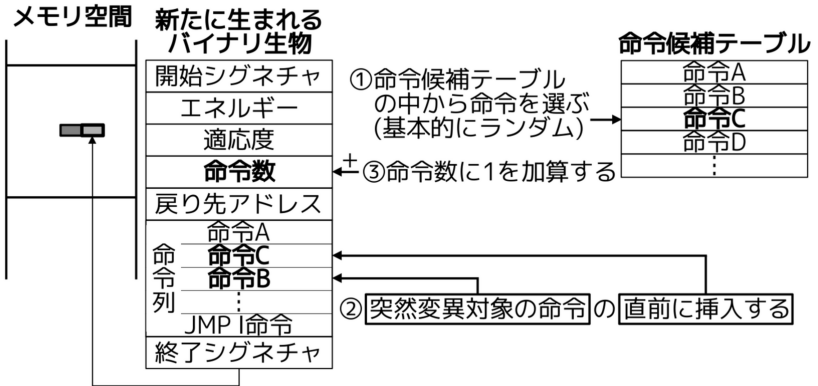 メモリ空間
新たに生まれる
バイナリ生物
開始シグネチャ
エネルギー
適応度
命令数
戻り先アドレス
命令列
命令A
命令C
命令B
⋮
JMP I命令
終了シグネチャ
①命令候補テーブル
の中から命令を選ぶ
(基本的にランダム)
+
③命令数に1を加算する
②突然変異対象の命令の直前に挿入する
命令候補テーブル
命令A
命令B
命令C
命令D
⋮